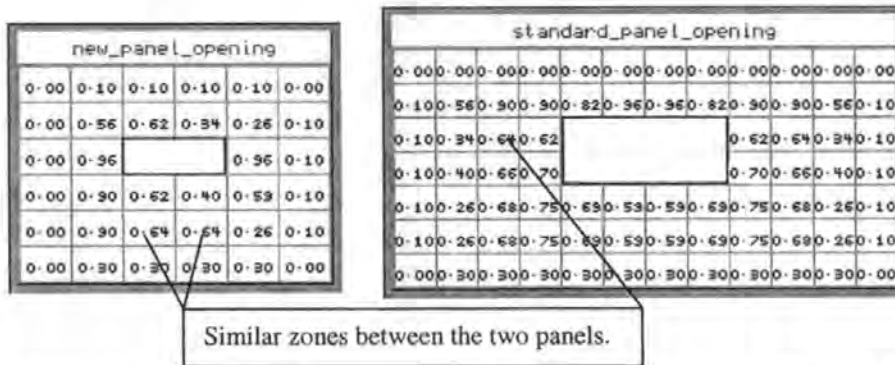 new_panel_opening
0.00 0.10 0.10 0.10 0.10 0.00
0.00 0.56 0.62 0.34 0.26 0.10
0.00 0.96 0.96 0.10
0.00 0.90 0.62 0.40 0.59 0.10
0.00 0.90 0.64 0.64 0.26 0.10
0.00 0.30 0.30 0.30 0.30 0.00
standard_panel_opening
0.00 0.00 0.00 0.00 0.00 0.00 0.00 0.00 0.00 0.00 0.00 0.00
0.10 0.56 0.90 0.90 0.82 0.96 0.96 0.82 0.90 0.90 0.56 0.10
0.10 0.34 0.64 0.62 0.62 0.64 0.34 0.10
0.10 0.40 0.66 0.70 0.70 0.66 0.40 0.10
0.10 0.26 0.68 0.75 0.69 0.59 0.59 0.69 0.75 0.68 0.26 0.10
0.10 0.26 0.68 0.75 0.69 0.59 0.59 0.69 0.75 0.68 0.26 0.10
0.00 0.30 0.30 0.30 0.30 0.30 0.30 0.30 0.30 0.30 0.30 0.00
Similar zones between the two panels.